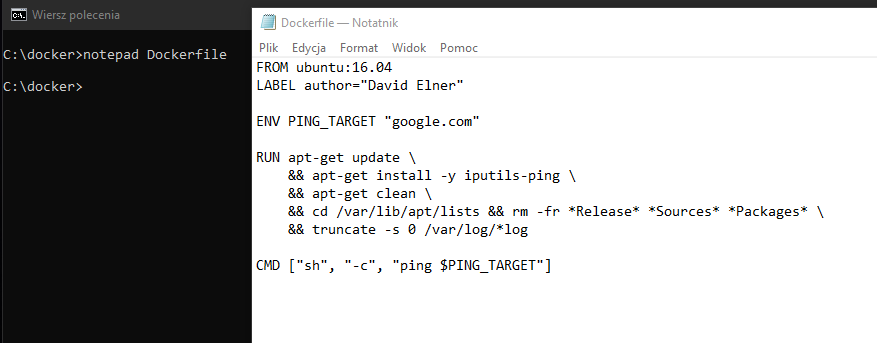 Wiersz polecenia
C:\docker>notepad Dockerfile
C:\docker>
Dockerfile — Notatnik
Plik Edycja Format Widok Pomoc
FROM ubuntu:16.04
LABEL author="David Elner"
ENV PING_TARGET "google.com"
RUN apt-get update \
    && apt-get install -y iputils-ping \
    && apt-get clean \
    && cd /var/lib/apt/lists && rm -fr *Release* *Sources* *Packages* \
    && truncate -s 0 /var/log/*log
CMD ["sh", "-c", "ping $PING_TARGET"]